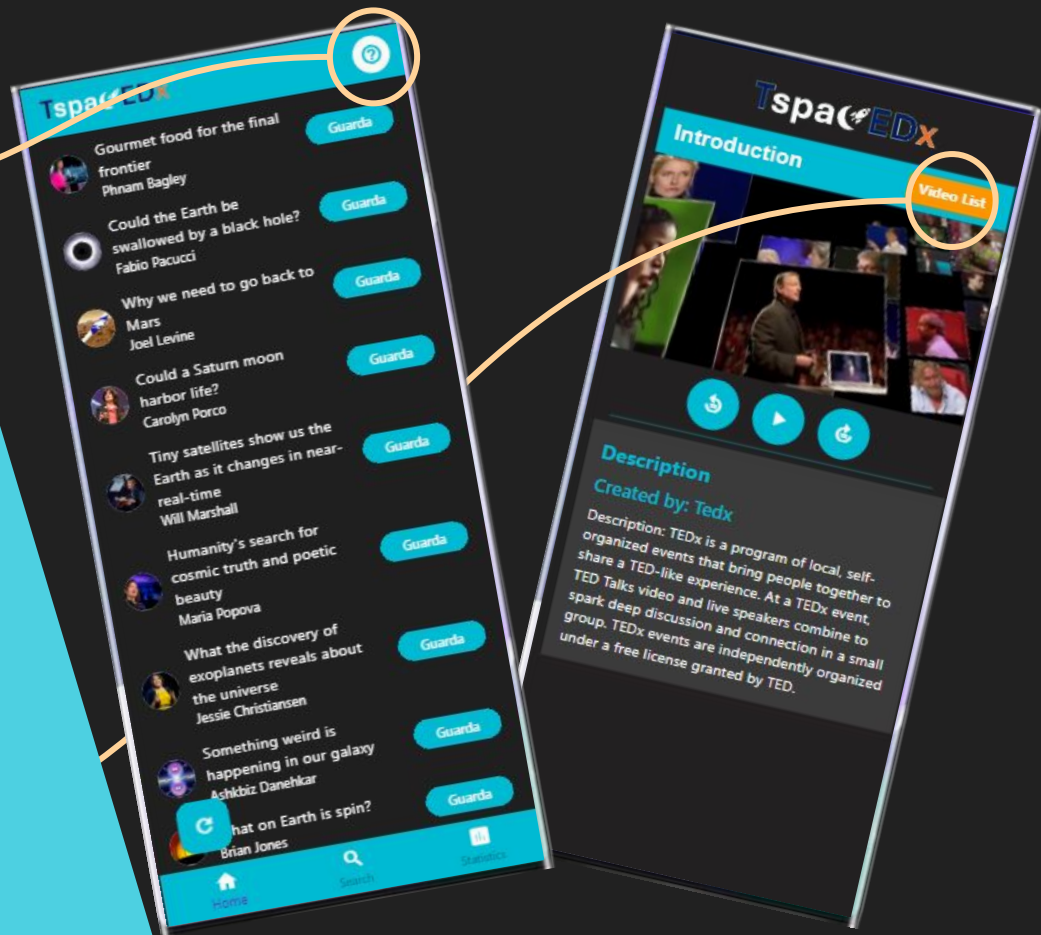 TspacEDx
Gourmet food for the final
frontier
Phnam Bagley
Guarda
Could the Earth be
swallowed by a black hole?
Fabio Pacucci
Guarda
Why we need to go back to
Mars
Joel Levine
Guarda
Could a Saturn moon
harbor life?
Carolyn Porco
Guarda
Tiny satellites show us the
Earth as it changes in near-
real-time
Will Marshall
Guarda
Humanity's search for
cosmic truth and poetic
beauty
Maria Popova
Guarda
What the discovery of
exoplanets reveals about
the universe
Jessie Christiansen
Guarda
Something weird is
happening in our galaxy
Ashkbiz Danehkar
Guarda
hat on Earth is spin?
Brian Jones
Guarda
Home
Search
Statistics
TspacEDx
Introduction
Video List
Description
Created by: Tedx
Description: TEDx is a program of local, self-
organized events that bring people together to
share a TED-like experience. At a TEDx event,
TED Talks video and live speakers combine to
spark deep discussion and connection in a small
group. TEDx events are independently organized
under a free license granted by TED.